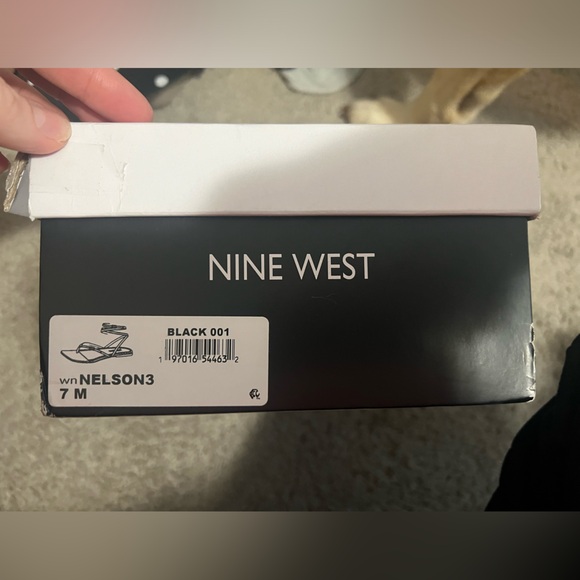 NINE WEST
BLACK 001
1 97016 54463 2
wn NELSON3
7 M